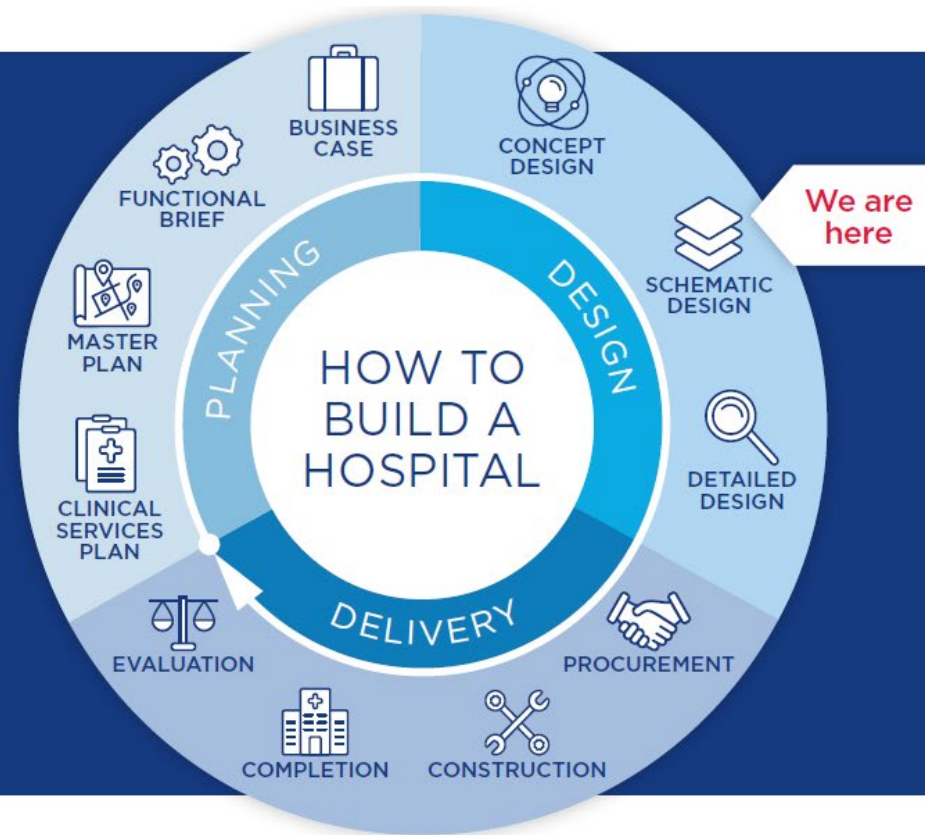 HOW TO
BUILD A
HOSPITAL
PLANNING
CLINICAL
SERVICES
PLAN
MASTER
PLAN
FUNCTIONAL
BRIEF
BUSINESS
CASE
DESIGN
CONCEPT
DESIGN
SCHEMATIC
DESIGN
We are
here
DETAILED
DESIGN
DELIVERY
PROCUREMENT
CONSTRUCTION
COMPLETION
EVALUATION